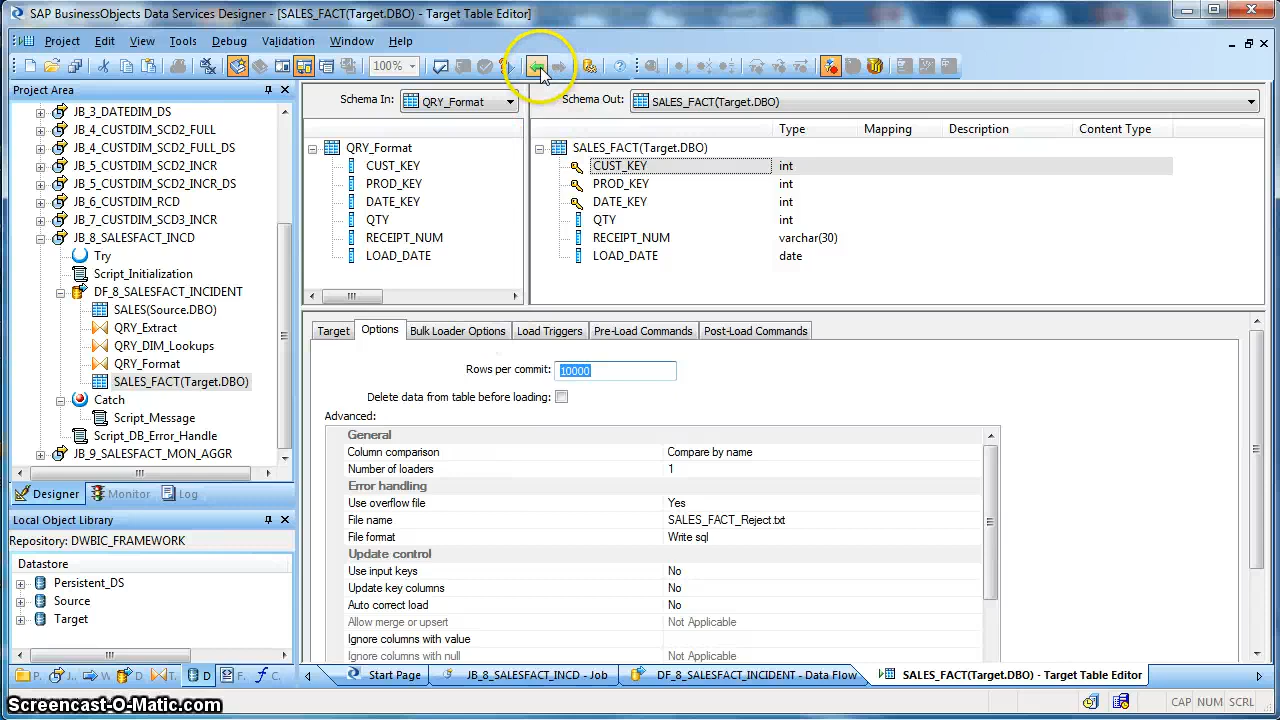 SAP BusinessObjects Data Services Designer - [SALES_FACT(Target.DBO) - Target Table Editor]
Project Edit View Tools Debug Validation Window Help
100%
Project Area
JB_3_DATEDIM_DS
JB_4_CUSTDIM_SCD2_FULL
JB_4_CUSTDIM_SCD2_FULL_DS
JB_5_CUSTDIM_SCD2_INCR
JB_5_CUSTDIM_SCD2_INCR_DS
JB_6_CUSTDIM_RCD
JB_7_CUSTDIM_SCD3_INCR
JB_8_SALESFACT_INCD
Try
Script_Initialization
DF_8_SALESFACT_INCIDENT
SALES(Source.DBO)
QRY_Extract
QRY_DIM_Lookups
QRY_Format
SALES_FACT(Target.DBO)
Catch
Script_Message
Script_DB_Error_Handle
JB_9_SALESFACT_MON_AGGR
Designer Monitor Log
Local Object Library
Repository: DWBIC_FRAMEWORK
Datastore
Persistent_DS
Source
Target
P. J. W. D. T. D F. C.
Schema In: QRY_Format
QRY_Format
CUST_KEY
PROD_KEY
DATE_KEY
QTY
RECEIPT_NUM
LOAD_DATE
Schema Out: SALES_FACT(Target.DBO)
Type Mapping Description Content Type
SALES_FACT(Target.DBO)
CUST_KEY int
PROD_KEY int
DATE_KEY int
QTY int
RECEIPT_NUM varchar(30)
LOAD_DATE date
Target Options Bulk Loader Options Load Triggers Pre-Load Commands Post-Load Commands
Rows per commit: 10000
Delete data from table before loading:
Advanced:
General
Column comparison Compare by name
Number of loaders 1
Error handling
Use overflow file Yes
File name SALES_FACT_Reject.txt
File format Write sql
Update control
Use input keys No
Update key columns No
Auto correct load No
Allow merge or upsert Not Applicable
Ignore columns with value
Ignore columns with null Not Applicable
Start Page JB_8_SALESFACT_INCD - Job DF_8_SALESFACT_INCIDENT - Data Flow SALES_FACT(Target.DBO) - Target Table Editor
CAP NUM SCRL
Screencast-O-Matic.com